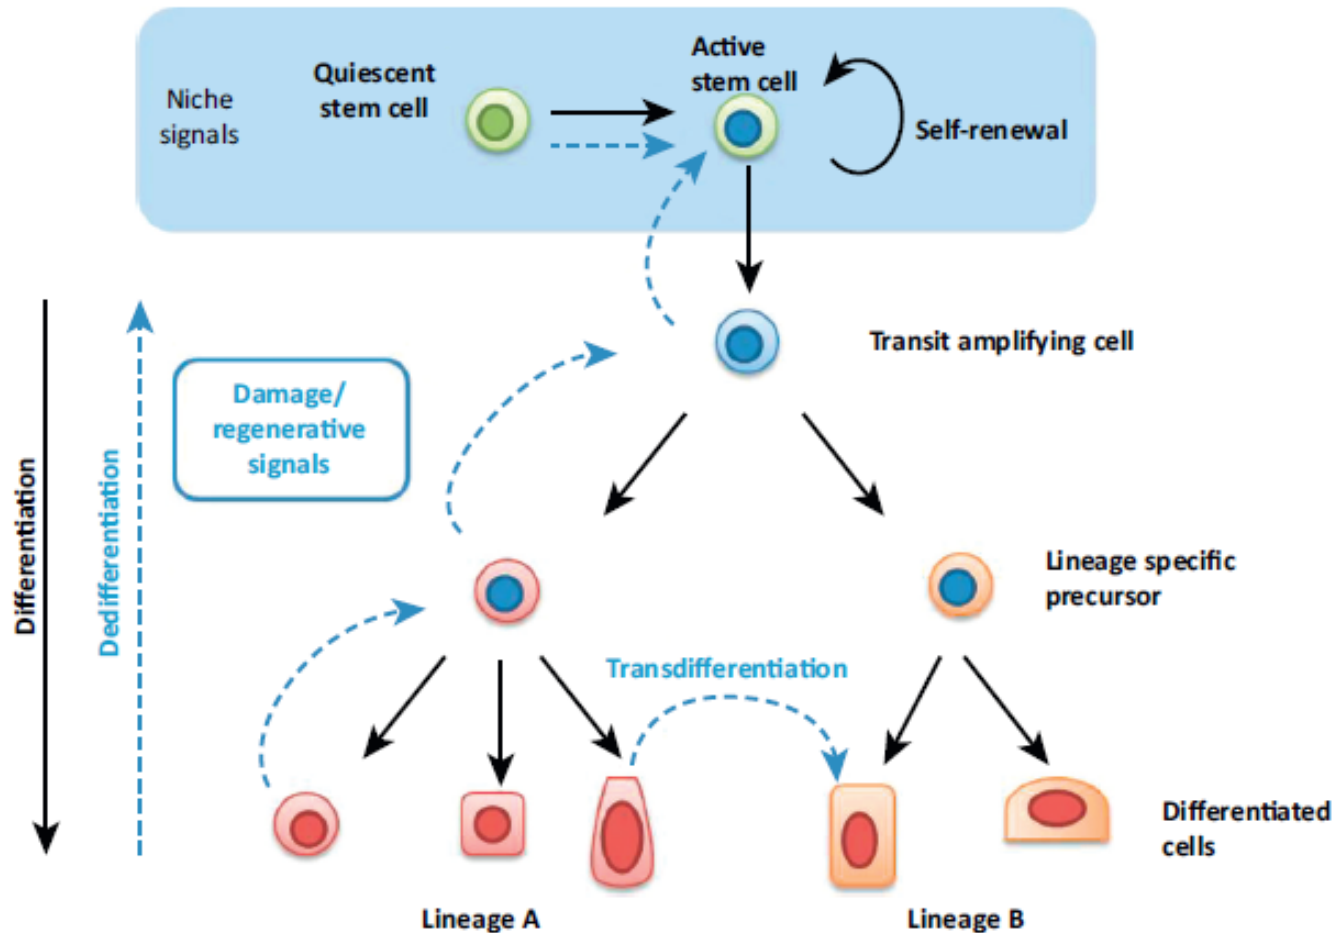 Niche
signals
Quiescent
stem cell
Active
stem cell
Self-renewal
Transit amplifying cell
Damage/
regenerative
signals
Differentiation
Dedifferentiation
Lineage specific
precursor
Transdifferentiation
Differentiated
cells
Lineage A
Lineage B